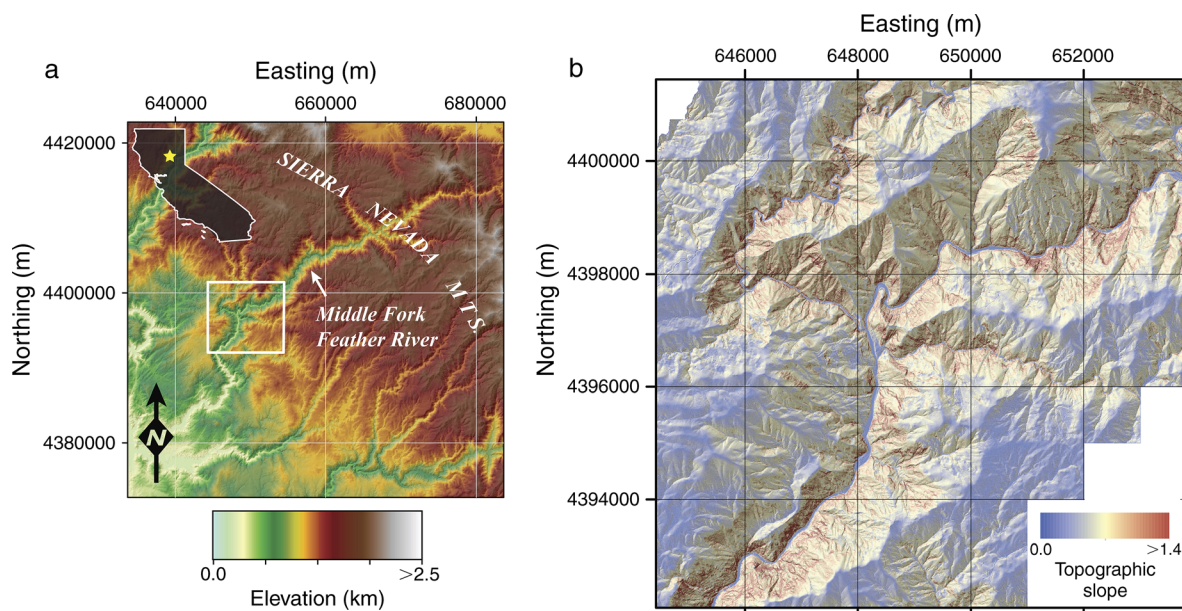 a
Easting (m)
640000 660000 680000
4420000
4400000
4380000
Northing (m)
SIERRA
NEVADA
MTS.
Middle Fork
Feather River
N
0.0 >2.5
Elevation (km)
b
Easting (m)
646000 648000 650000 652000
4400000
4398000
4396000
4394000
Northing (m)
0.0 >1.4
Topographic
slope